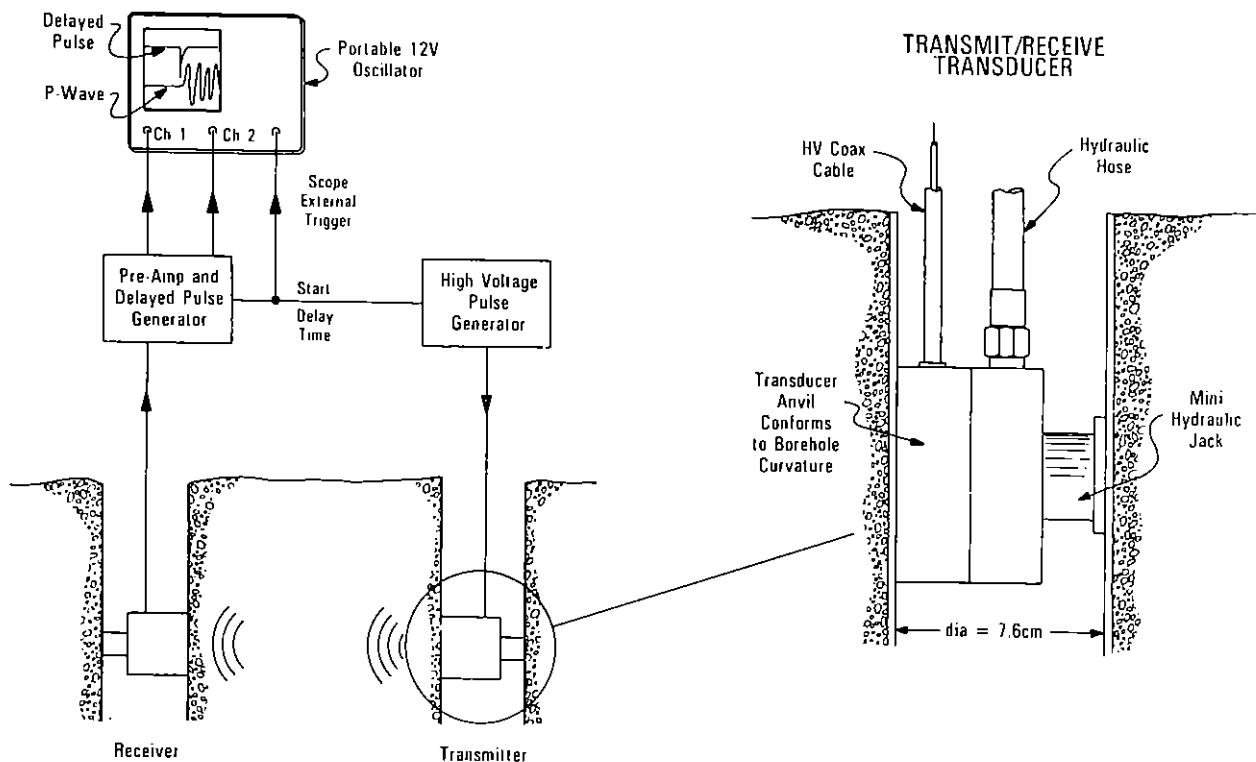 Delayed
Pulse
P-Wave
Portable 12V
Oscillator
Ch 1
Ch 2
Scope
External
Trigger
Pre-Amp and
Delayed Pulse
Generator
Start
Delay
Time
High Voltage
Pulse
Generator
Receiver
Transmitter
TRANSMIT/RECEIVE
TRANSDUCER
HV Coax
Cable
Hydraulic
Hose
Transducer
Anvil
Conforms
to Borehole
Curvature
Mini
Hydraulic
Jack
dia = 7.6cm